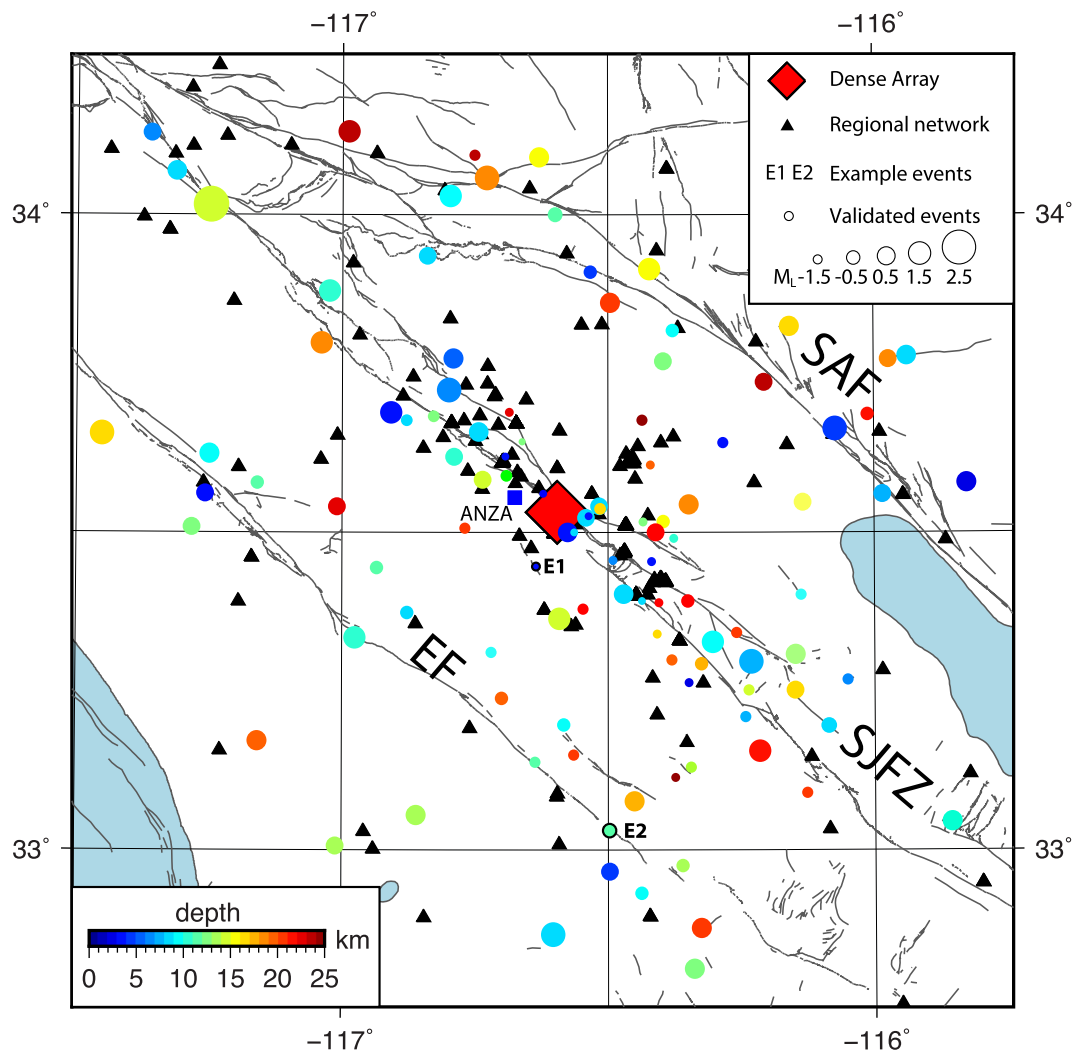 −117˚ −116˚
Dense Array
Regional network
E1 E2 Example events
Validated events
M_L -1.5 -0.5 0.5 1.5 2.5
34˚ 34˚
SAF
ANZA
E1
EF
SJFZ
E2
33˚ 33˚
depth
km
0 5 10 15 20 25
−117˚ −116˚